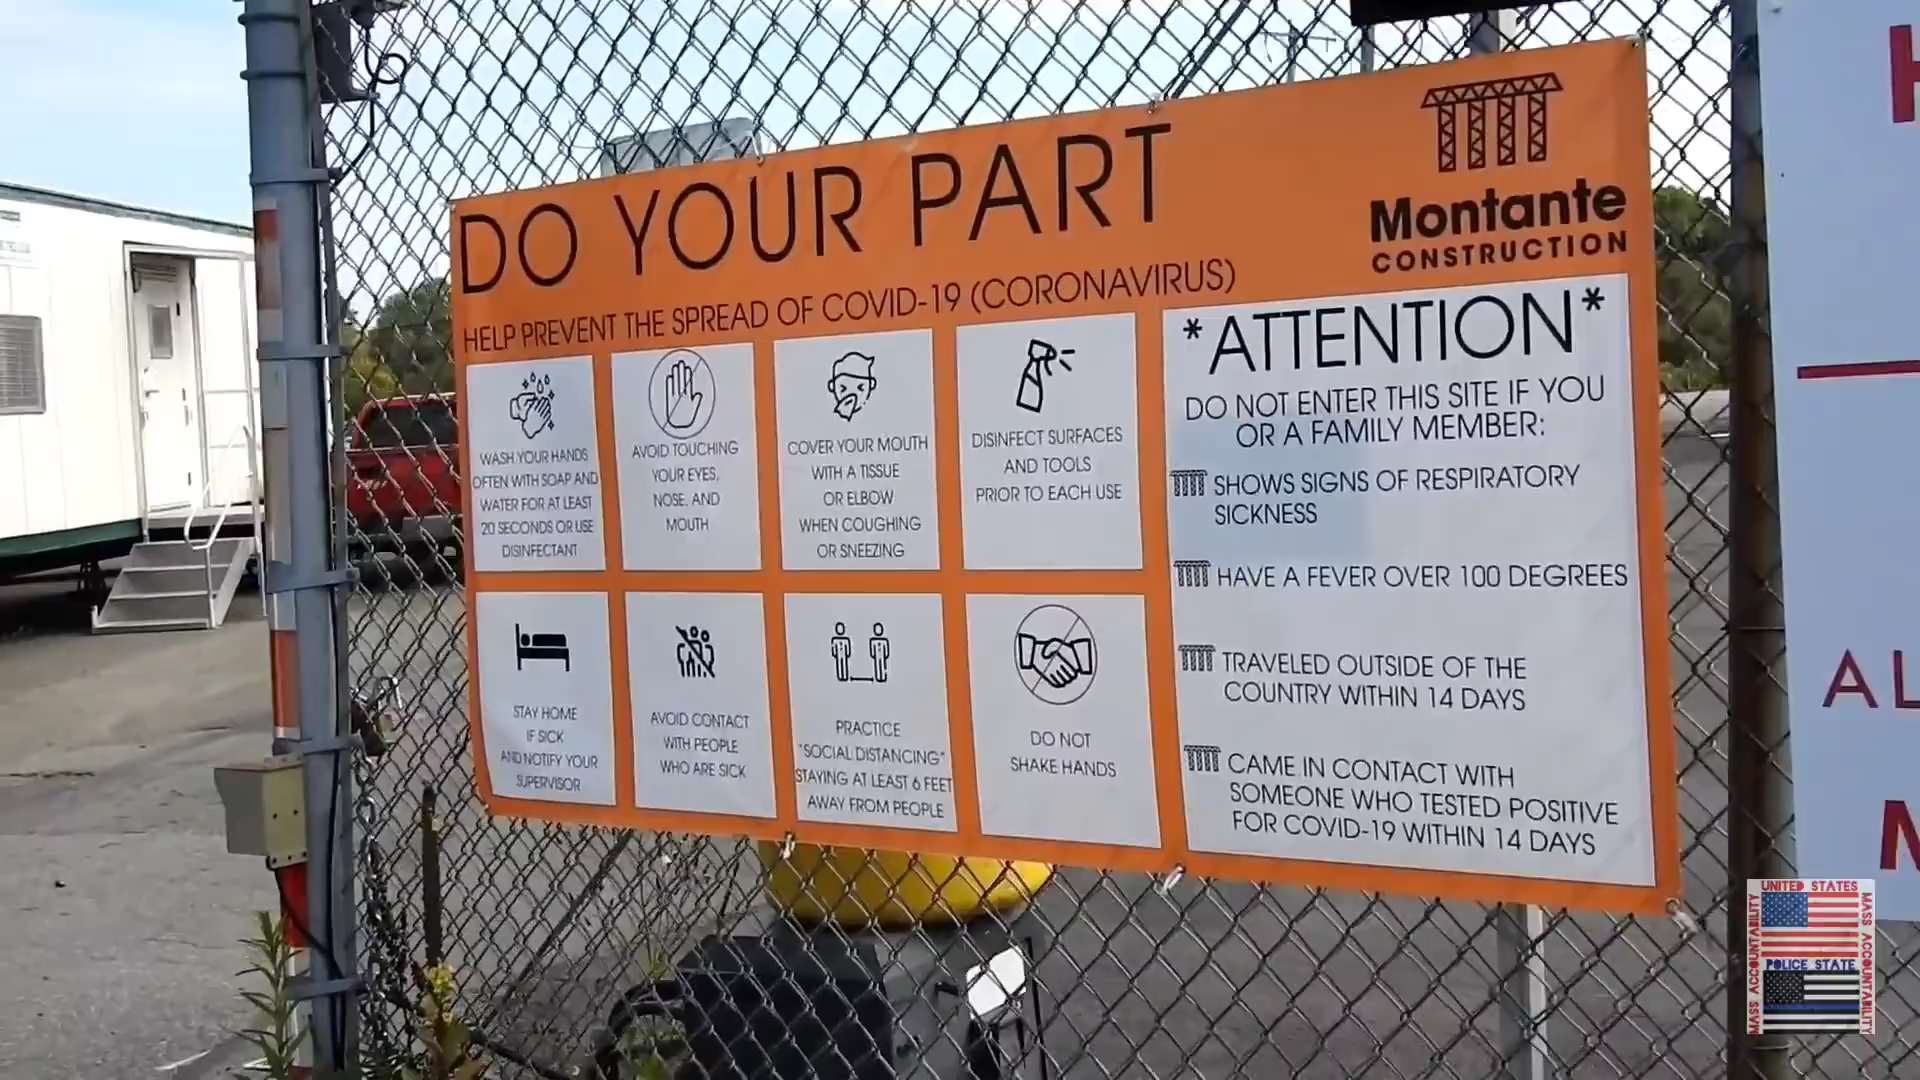 DO YOUR PART
HELP PREVENT THE SPREAD OF COVID-19 (CORONAVIRUS)
Montante
CONSTRUCTION
WASH YOUR HANDS
OFTEN WITH SOAP AND
WATER FOR AT LEAST
20 SECONDS OR USE
DISINFECTANT
AVOID TOUCHING
YOUR EYES,
NOSE, AND
MOUTH
COVER YOUR MOUTH
WITH A TISSUE
OR ELBOW
WHEN COUGHING
OR SNEEZING
DISINFECT SURFACES
AND TOOLS
PRIOR TO EACH USE
STAY HOME
IF SICK
AND NOTIFY YOUR
SUPERVISOR
AVOID CONTACT
WITH PEOPLE
WHO ARE SICK
PRACTICE
"SOCIAL DISTANCING"
STAYING AT LEAST 6 FEET
AWAY FROM PEOPLE
DO NOT
SHAKE HANDS
*ATTENTION*
DO NOT ENTER THIS SITE IF YOU
OR A FAMILY MEMBER:
SHOWS SIGNS OF RESPIRATORY
SICKNESS
HAVE A FEVER OVER 100 DEGREES
TRAVELED OUTSIDE OF THE
COUNTRY WITHIN 14 DAYS
CAME IN CONTACT WITH
SOMEONE WHO TESTED POSITIVE
FOR COVID-19 WITHIN 14 DAYS
UNITED STATES
MASS ACCOUNTABILITY
POLICE STATE
MASS ACCOUNTABILITY